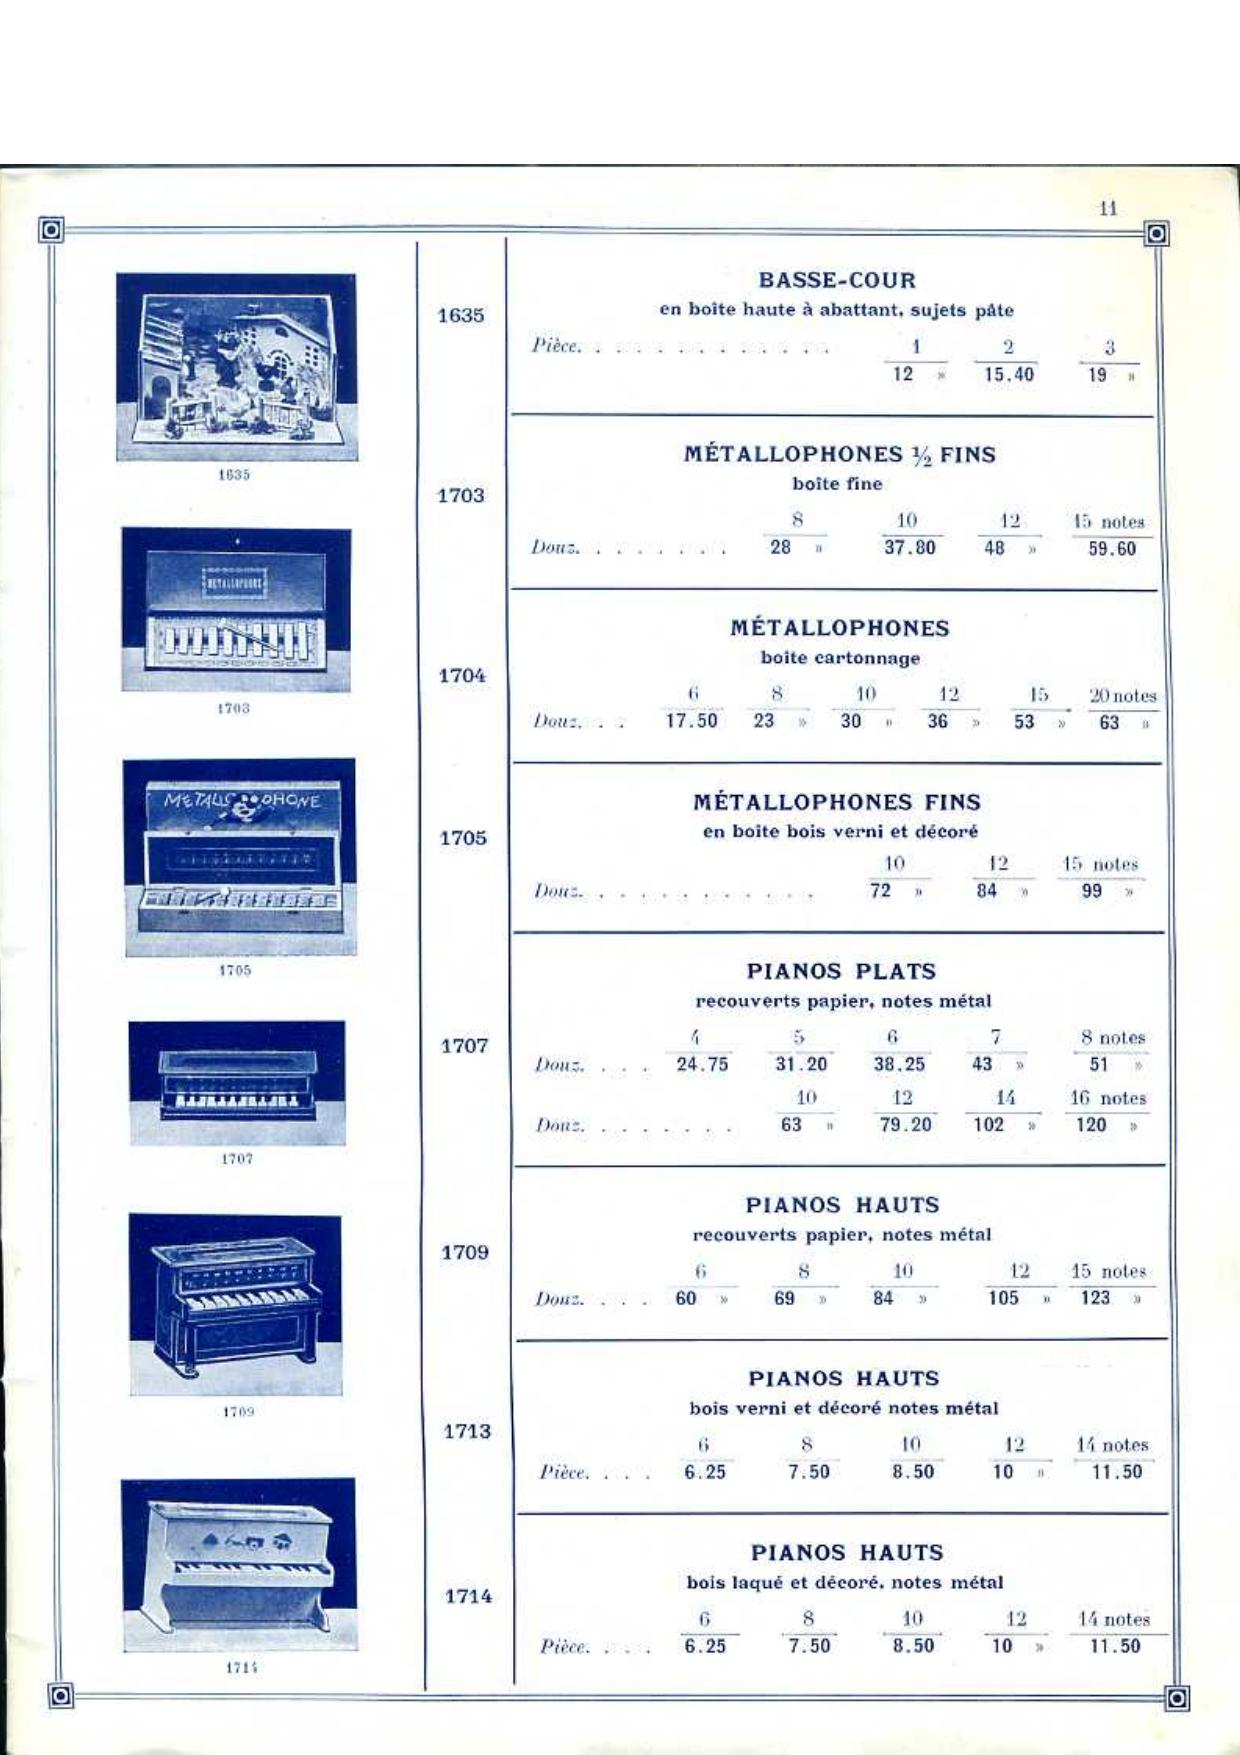 11
1635
BASSE-COUR
en boîte haute à abattant, sujets pâte
Pièce. . . . . . . . . . . . . 1 2 3
12 » 15.40 19 »
1635
1703
MÉTALLOPHONES ½ FINS
boîte fine
8 10 12 15 notes
Douz. . . . . . . . 28 » 37.80 48 » 59.60
METALLOPHONE
1703
1704
MÉTALLOPHONES
boîte cartonnage
6 8 10 12 15 20 notes
Douz. . . 17.50 23 » 30 » 36 » 53 » 63 »
METALLOPHONE
1705
1705
MÉTALLOPHONES FINS
en boîte bois verni et décoré
10 12 15 notes
Douz. . . . . . . . . . . . 72 » 84 » 99 »
1707
PIANOS PLATS
recouverts papier, notes métal
4 5 6 7 8 notes
Douz. . . . 24.75 31.20 38.25 43 » 51 »
10 12 14 16 notes
Douz. . . . . . . . 63 » 79.20 102 » 120 »
1707
1709
PIANOS HAUTS
recouverts papier, notes métal
6 8 10 12 15 notes
Douz. . . . 60 » 69 » 84 » 105 » 123 »
1709
1713
PIANOS HAUTS
bois verni et décoré notes métal
6 8 10 12 14 notes
Pièce. . . . 6.25 7.50 8.50 10 » 11.50
1714
PIANOS HAUTS
bois laqué et décoré, notes métal
6 8 10 12 14 notes
Pièce. . . . 6.25 7.50 8.50 10 » 11.50
1714